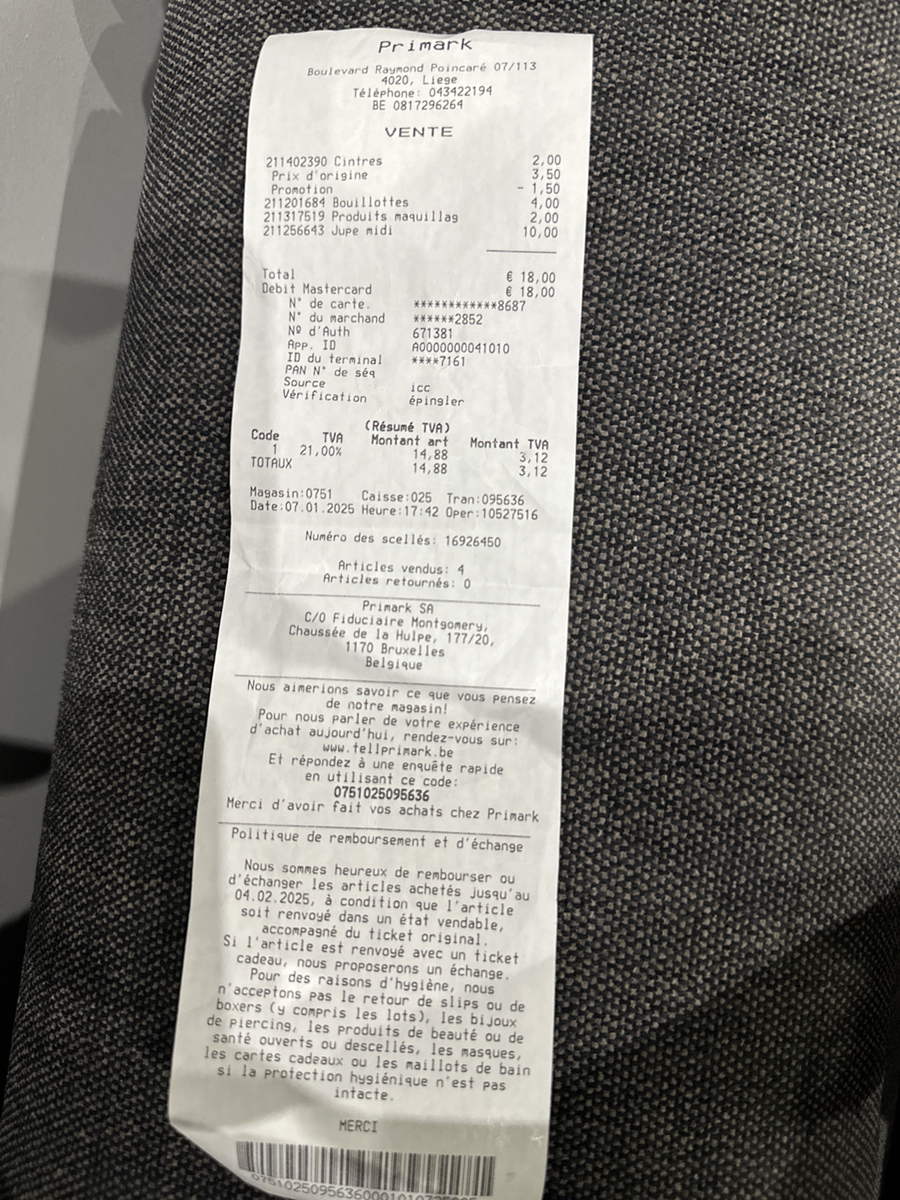 Primark
Boulevard Raymond Poincaré 07/113
4020, Liege
Téléphone: 043422194
BE 0817296264
VENTE
211402390 Cintres 2,00
Prix d'origine 3,50
Promotion - 1,50
211201684 Bouillottes 4,00
211317519 Produits maquillag 2,00
211256643 Jupe midi 10,00
Total € 18,00
Debit Mastercard € 18,00
N° de carte. ************8687
N° du marchand ******2852
Nº d'Auth 671381
App. ID A0000000041010
ID du terminal ****7161
PAN N° de séq
Source icc
Vérification épingler
(Résumé TVA)
Code TVA Montant art Montant TVA
1 21,00% 14,88 3,12
TOTAUX 14,88 3,12
Magasin:0751 Caisse:025 Tran:095636
Date:07.01.2025 Heure:17:42 Oper:10527516
Numéro des scellés: 16926450
Articles vendus: 4
Articles retournés: 0
Primark SA
C/O Fiduciaire Montgomery,
Chaussée de la Hulpe, 177/20,
1170 Bruxelles
Belgique
Nous aimerions savoir ce que vous pensez
de notre magasin!
Pour nous parler de votre expérience
d'achat aujourd'hui, rendez-vous sur:
www.tellprimark.be
Et répondez à une enquête rapide
en utilisant ce code:
0751025095636
Merci d'avoir fait vos achats chez Primark
Politique de remboursement et d'échange
Nous sommes heureux de rembourser ou
d'échanger les articles achetés jusqu'au
04.02.2025, à condition que l'article
soit renvoyé dans un état vendable,
accompagné du ticket original.
Si l'article est renvoyé avec un ticket
cadeau, nous proposerons un échange.
Pour des raisons d'hygiène, nous
n'acceptons pas le retour de slips ou de
boxers (y compris les lots), les bijoux
de piercing, les produits de beauté ou de
santé ouverts ou descellés, les masques,
les cartes cadeaux ou les maillots de bain
si la protection hygiénique n'est pas
intacte.
MERCI